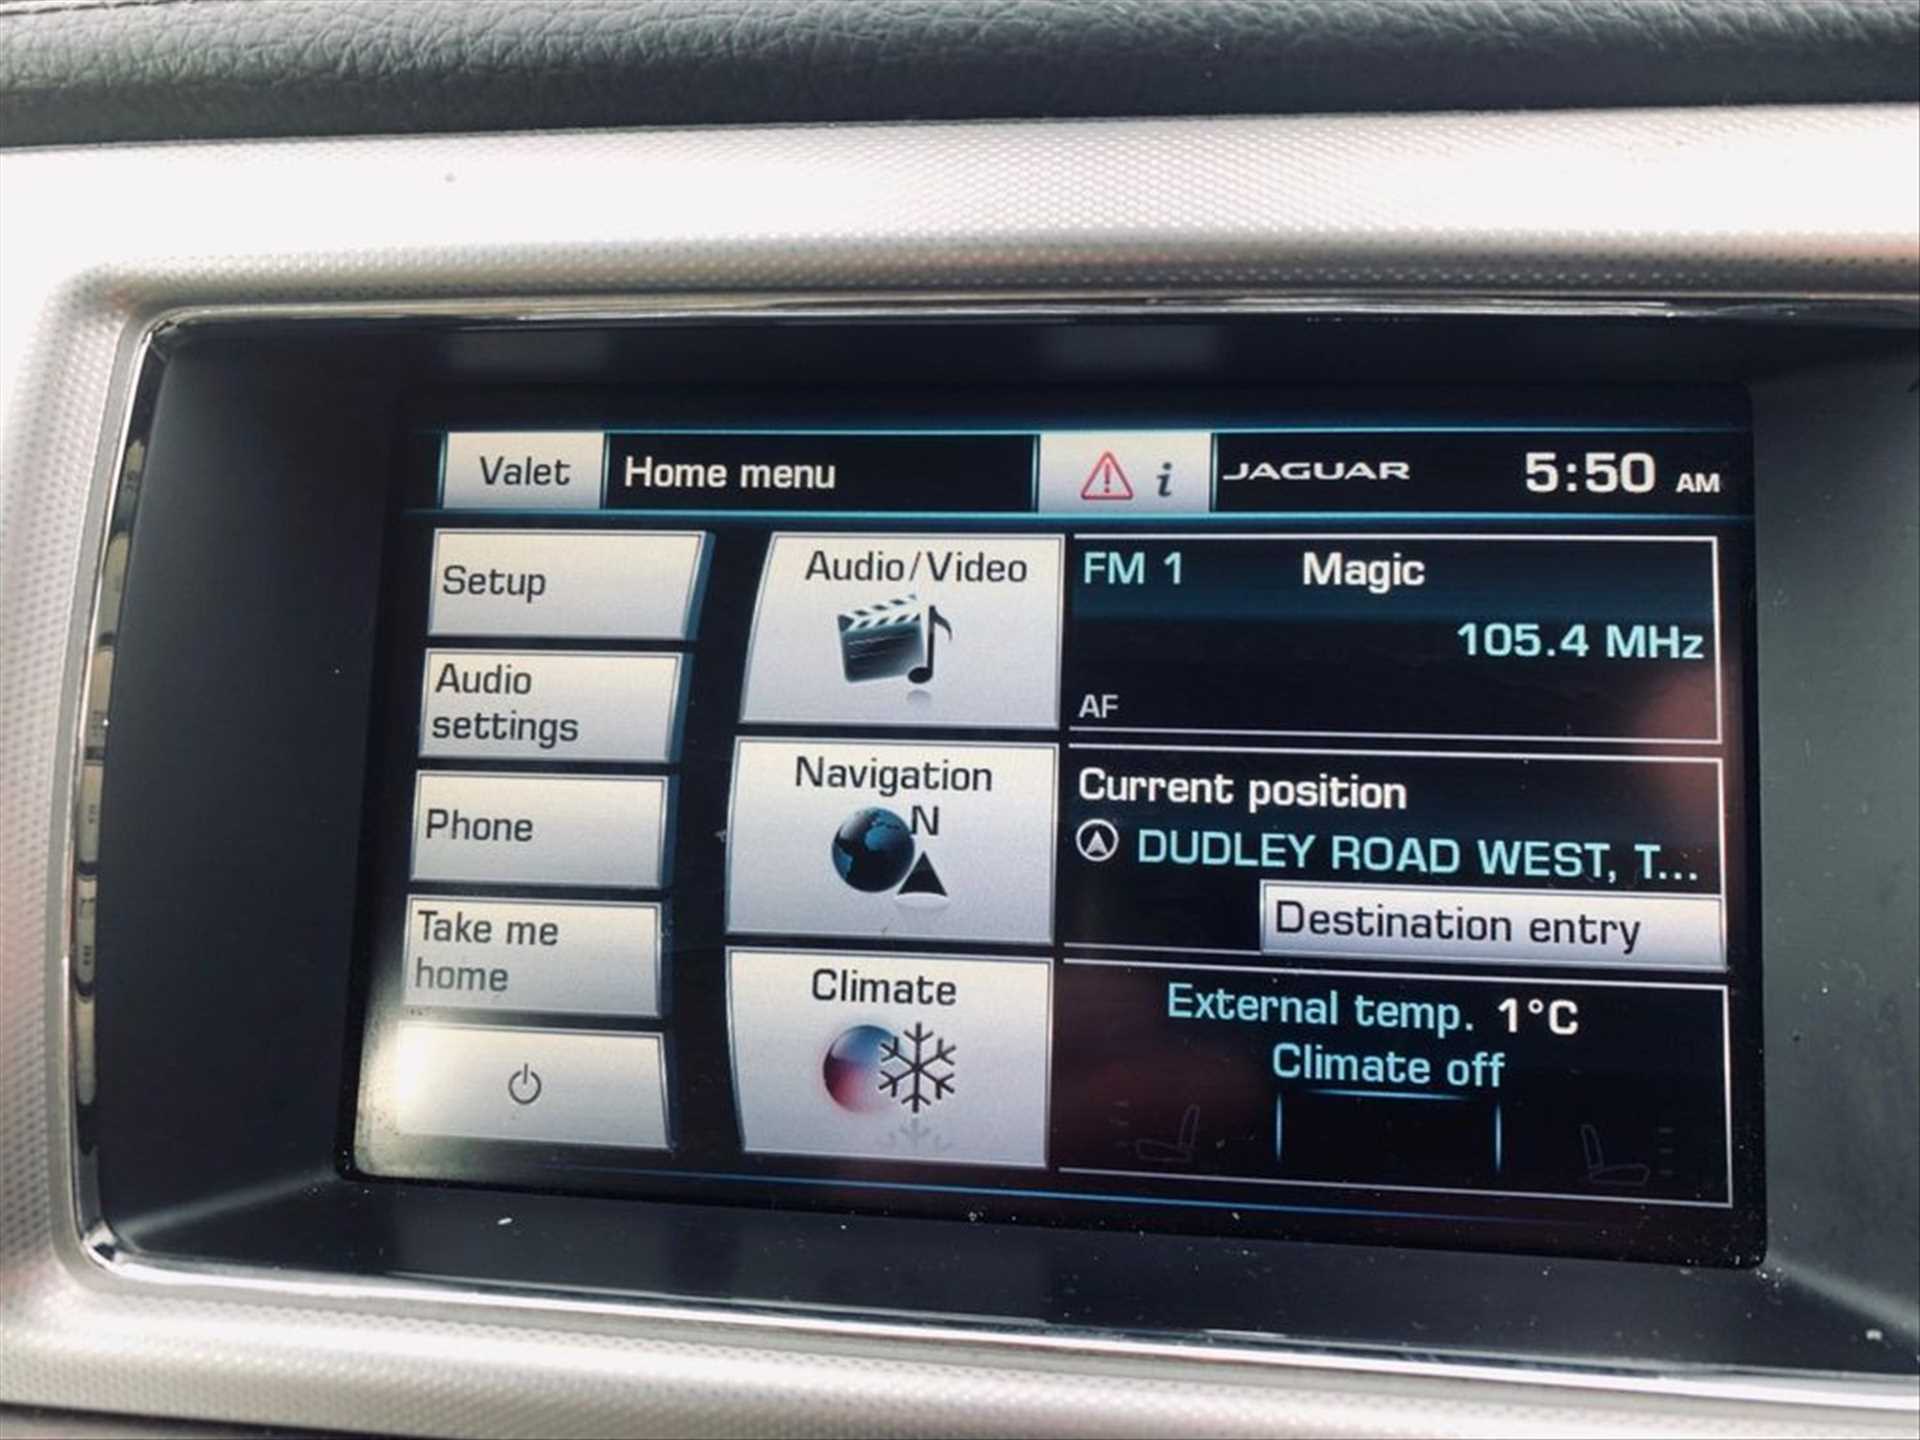 Valet
Home menu
i
JAGUAR
5:50 AM
Setup
Audio
settings
Phone
Take me
home
Audio/Video
Navigation
N
Climate
FM 1 Magic
105.4 MHz
AF
Current position
DUDLEY ROAD WEST, T...
Destination entry
External temp. 1°C
Climate off